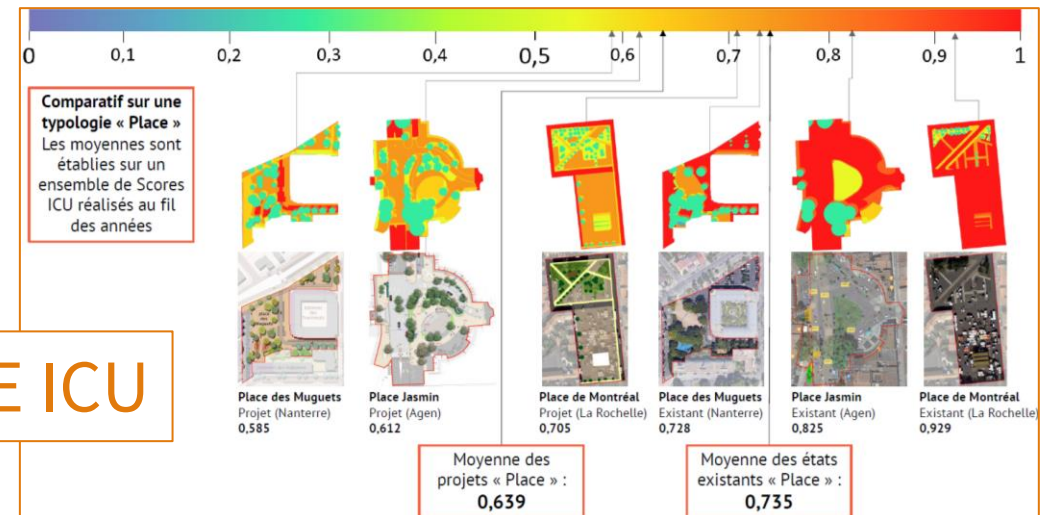 0 0,1 0,2 0,3 0,4 0,5 0,6 0,7 0,8 0,9 1
Comparatif sur une
typologie « Place »
Les moyennes sont
établies sur un
ensemble de Scores
ICU réalisés au fil
des années
E ICU
Place des Muguets
Projet (Nanterre)
0,585
Place Jasmin
Projet (Agen)
0,612
Place de Montréal
Projet (La Rochelle)
0,705
Place des Muguets
Existant (Nanterre)
0,728
Place Jasmin
Existant (Agen)
0,825
Place de Montréal
Existant (La Rochelle)
0,929
Moyenne des
projets « Place » :
0,639
Moyenne des états
existants « Place » :
0,735